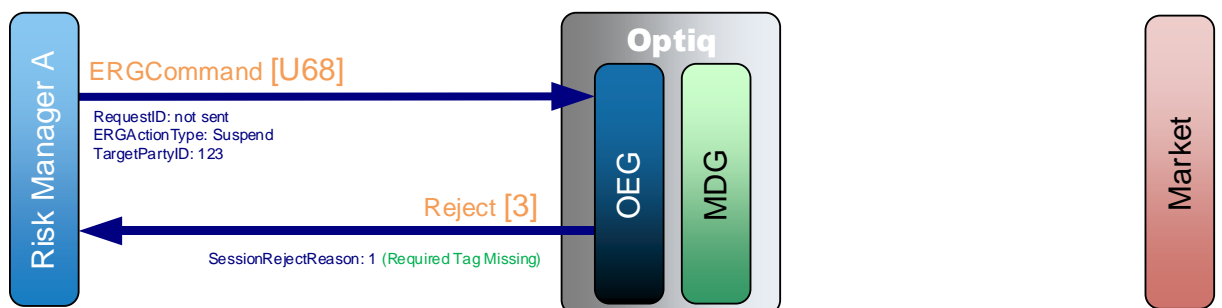 Risk Manager A
ERGCommand [U68]
RequestID: not sent
ERGActionType: Suspend
TargetPartyID: 123
Reject [3]
SessionRejectReason: 1 (Required Tag Missing)
Optiq
OEG
MDG
Market